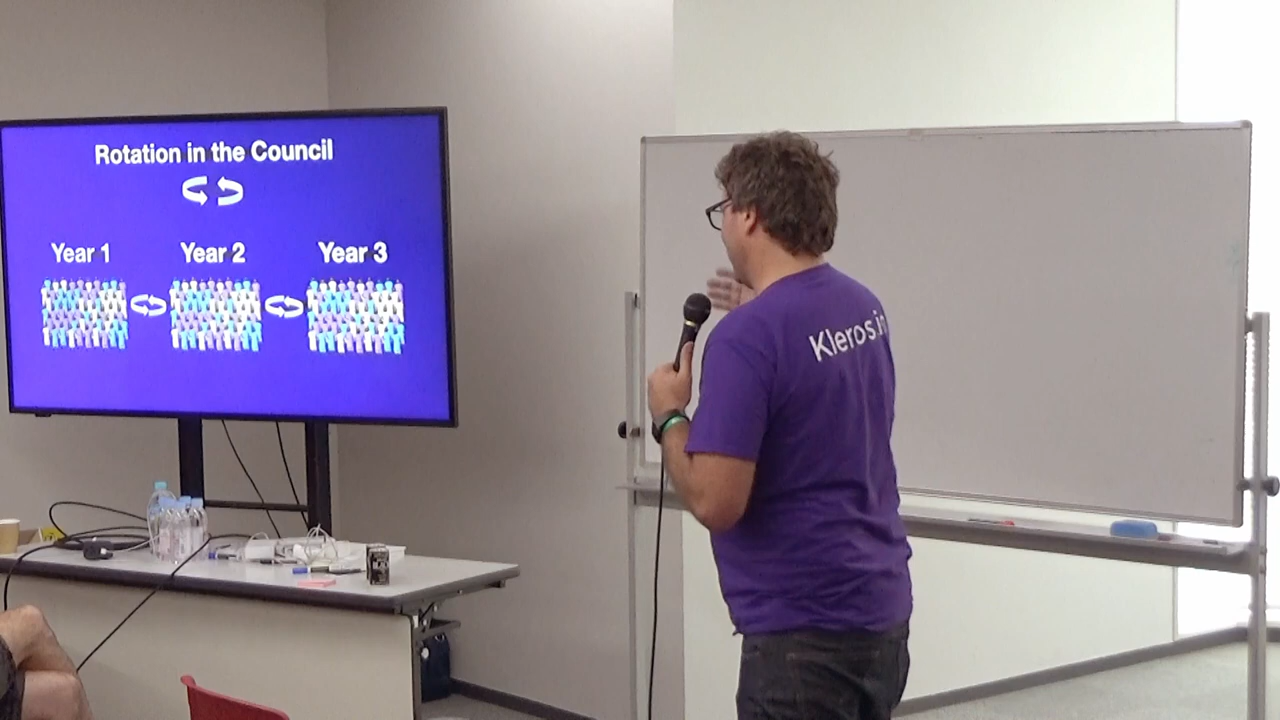 Rotation in the Council
Year 1
Year 2
Year 3
Kleros.i